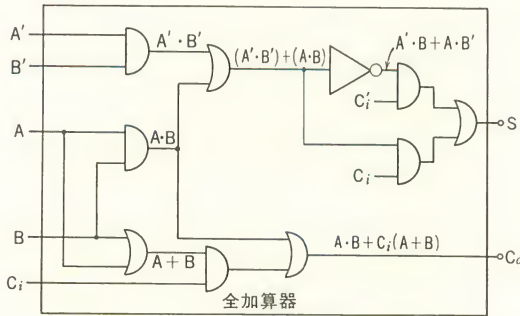 A′
B′
A′·B′
(A′·B′)+(A·B)
A′·B+A·B′
C′i
S
A
A·B
Ci
B
A+B
A·B+Ci(A+B)
Co
Ci
全加算器